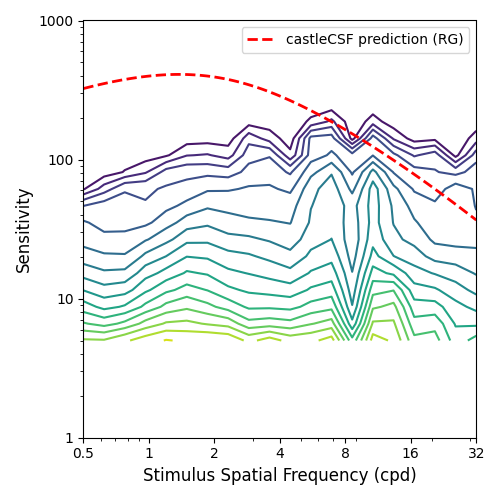 1000
castleCSF prediction (RG)
100
Sensitivity
10
1
0.5 1 2 4 8 16 32
Stimulus Spatial Frequency (cpd)